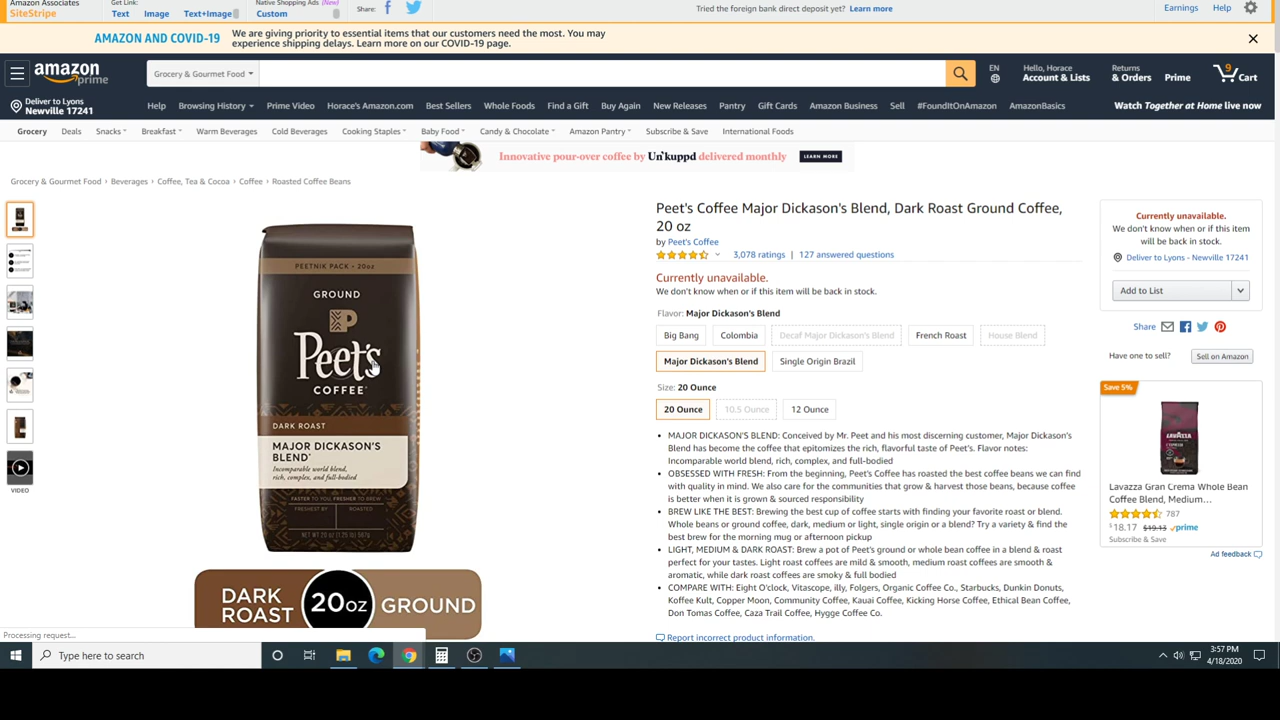 Amazon Associates
SiteStripe
Get Link:
Text Image Text+Image
Native Shopping Ads (New)
Custom
Share:
Tried the foreign bank direct deposit yet? Learn more
Earnings Help
AMAZON AND COVID-19
We are giving priority to essential items that our customers need the most. You may
experience shipping delays. Learn more on our COVID-19 page.
amazon
prime
Grocery & Gourmet Food
EN
Hello, Horace
Account & Lists
Returns
& Orders
Prime
9
Cart
Deliver to Lyons
Newville 17241
Help Browsing History Prime Video Horace's Amazon.com Best Sellers Whole Foods Find a Gift Buy Again New Releases Pantry Gift Cards Amazon Business Sell #FoundItOnAmazon AmazonBasics
Watch Together at Home live now
Grocery Deals Snacks Breakfast Warm Beverages Cold Beverages Cooking Staples Baby Food Candy & Chocolate Amazon Pantry Subscribe & Save International Foods
Innovative pour-over coffee by Un'kuppd delivered monthly LEARN MORE
Grocery & Gourmet Food › Beverages › Coffee, Tea & Cocoa › Coffee › Roasted Coffee Beans
VIDEO
PEETNIK PACK • 20oz
GROUND
Peet's
COFFEE
DARK ROAST
MAJOR DICKASON'S
BLEND
Incomparable world blend,
rich, complex, and full-bodied
FASTER TO YOU, FRESHER TO BREW
FRESHEST BY ROASTED
NET WT 20 oz (1.25 lb) 567g
DARK
ROAST
20oz
GROUND
Peet's Coffee Major Dickason's Blend, Dark Roast Ground Coffee,
20 oz
by Peet's Coffee
3,078 ratings | 127 answered questions
Currently unavailable.
We don't know when or if this item will be back in stock.
Flavor: Major Dickason's Blend
Big Bang Colombia Decaf Major Dickason's Blend French Roast House Blend
Major Dickason's Blend Single Origin Brazil
Size: 20 Ounce
20 Ounce 10.5 Ounce 12 Ounce
• MAJOR DICKASON'S BLEND: Conceived by Mr. Peet and his most discerning customer, Major Dickason's
Blend has become the coffee that epitomizes the rich, flavorful taste of Peet's. Flavor notes:
Incomparable world blend, rich, complex, and full-bodied
• OBSESSED WITH FRESH: From the beginning, Peet's Coffee has roasted the best coffee beans we can find
with quality in mind. We also care for the communities that grow & harvest those beans, because coffee
is better when it is grown & sourced responsibility
• BREW LIKE THE BEST: Brewing the best cup of coffee starts with finding your favorite roast or blend.
Whole beans or ground coffee, dark, medium or light, single origin or a blend? Try a variety & find the
best brew for the morning mug or afternoon pickup
• LIGHT, MEDIUM & DARK ROAST: Brew a pot of Peet's ground or whole bean coffee in a blend & roast
perfect for your tastes. Light roast coffees are mild & smooth, medium roast coffees are smooth &
aromatic, while dark roast coffees are smoky & full bodied
• COMPARE WITH: Eight O'clock, Vitascope, illy, Folgers, Organic Coffee Co., Starbucks, Dunkin Donuts,
Koffee Kult, Copper Moon, Community Coffee, Kauai Coffee, Kicking Horse Coffee, Ethical Bean Coffee,
Don Tomas Coffee, Caza Trail Coffee, Hygge Coffee Co.
Report incorrect product information.
Currently unavailable.
We don't know when or if this item
will be back in stock.
Deliver to Lyons - Newville 17241
Add to List
Share
Have one to sell? Sell on Amazon
Save 5%
LAVAZZA
Lavazza Gran Crema Whole Bean
Coffee Blend, Medium...
787
$18.17 $19.13 prime
Subscribe & Save
Ad feedback
Processing request...
Type here to search
3:57 PM
4/18/2020